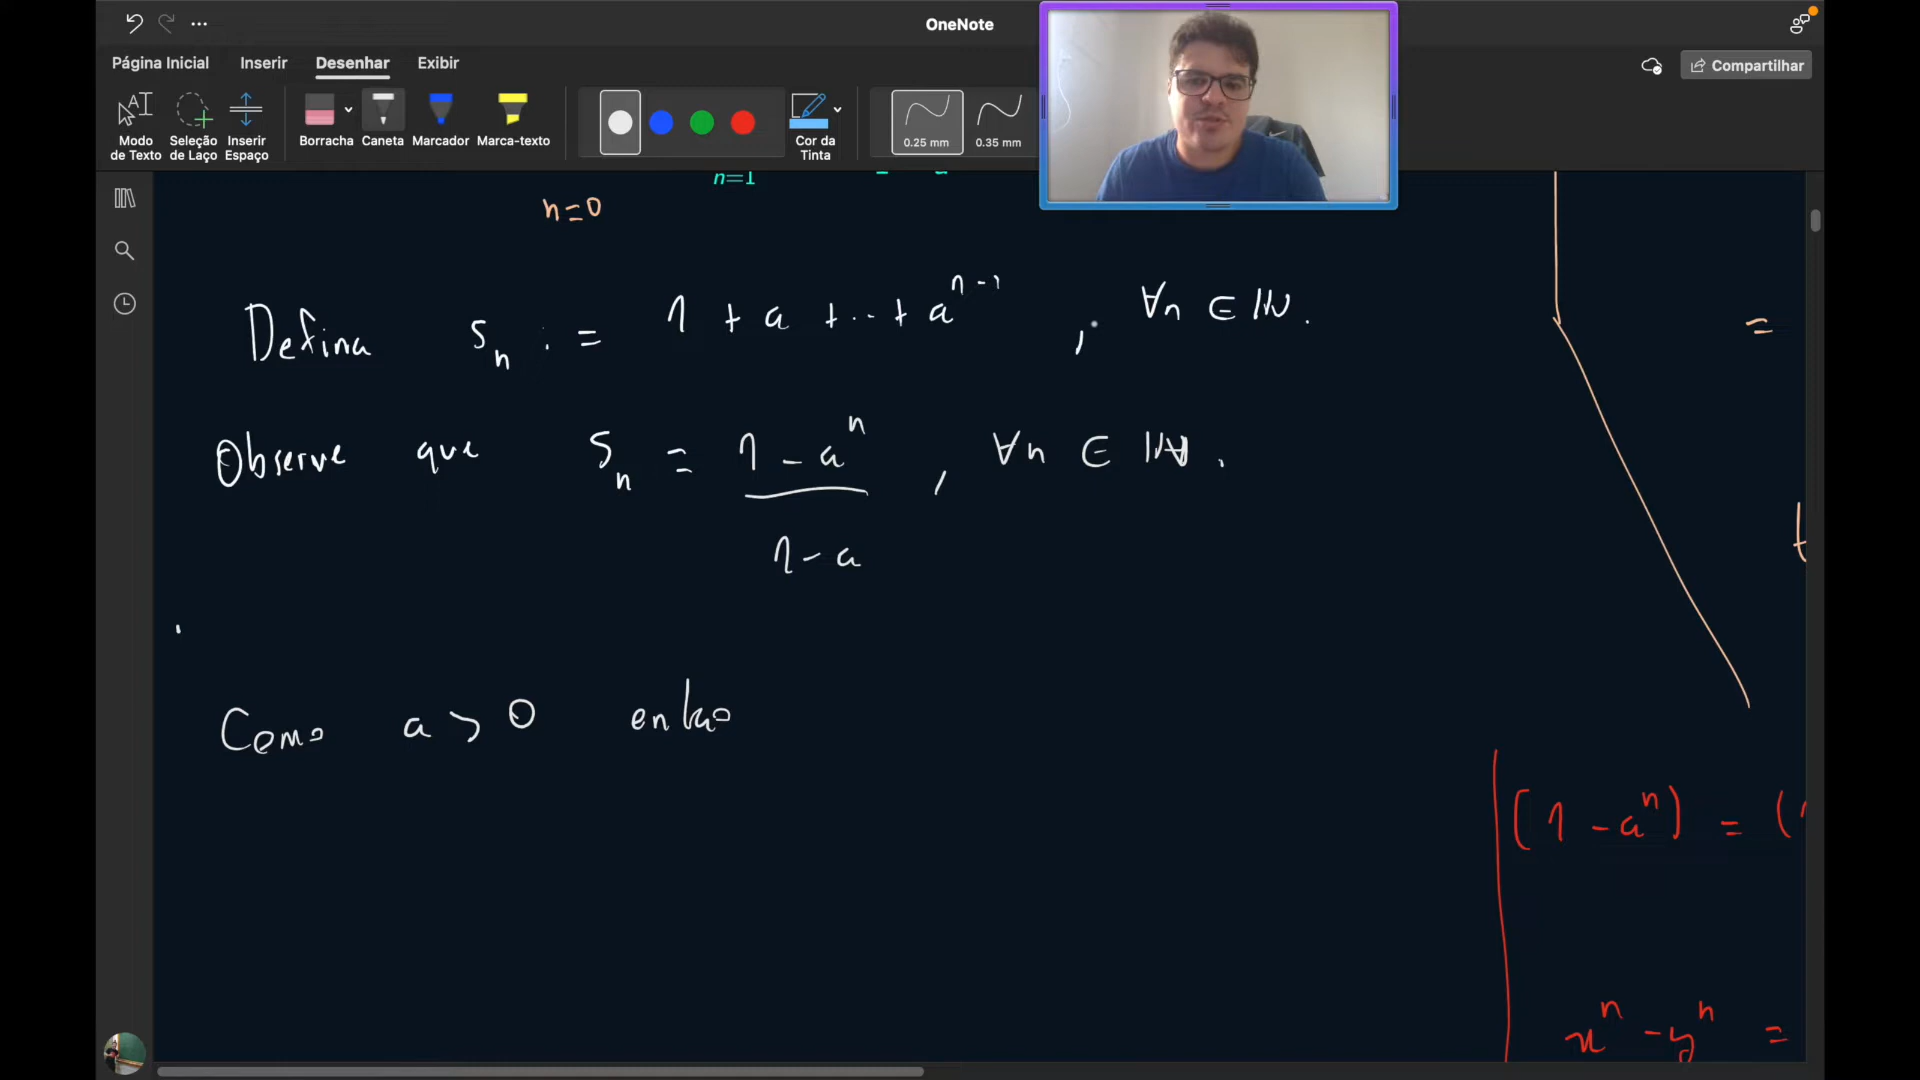 OneNote
Página Inicial Inserir Desenhar Exibir
Compartilhar
Modo de Texto Seleção de Laço Inserir Espaço Borracha Caneta Marcador Marca-texto Cor da Tinta 0.25 mm 0.35 mm
n=1
n=0
Defina Sₙ := 1 + a + ... + aⁿ⁻¹ , ∀n ∈ ℕ.
=
Observe que Sₙ = (1 - aⁿ)/(1 - a) , ∀n ∈ ℕ.
Como a > 0 entao
(1 - aⁿ) = (1
xⁿ - yⁿ =